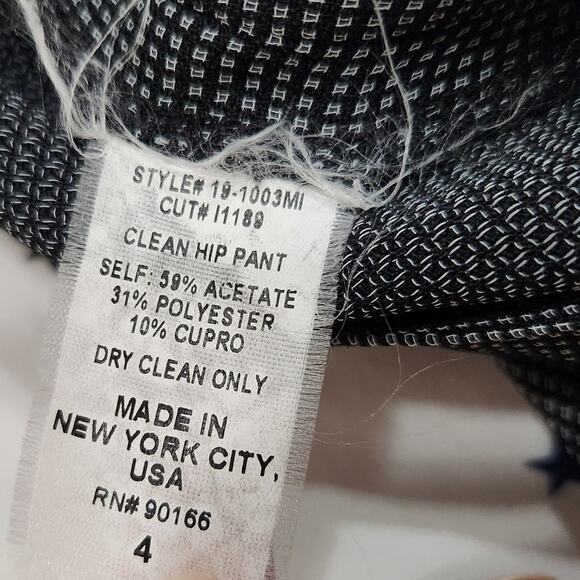 STYLE# 19-1003MI
CUT# I1189
CLEAN HIP PANT
SELF: 59% ACETATE
31% POLYESTER
10% CUPRO
DRY CLEAN ONLY
MADE IN
NEW YORK CITY,
USA
RN# 90166
4